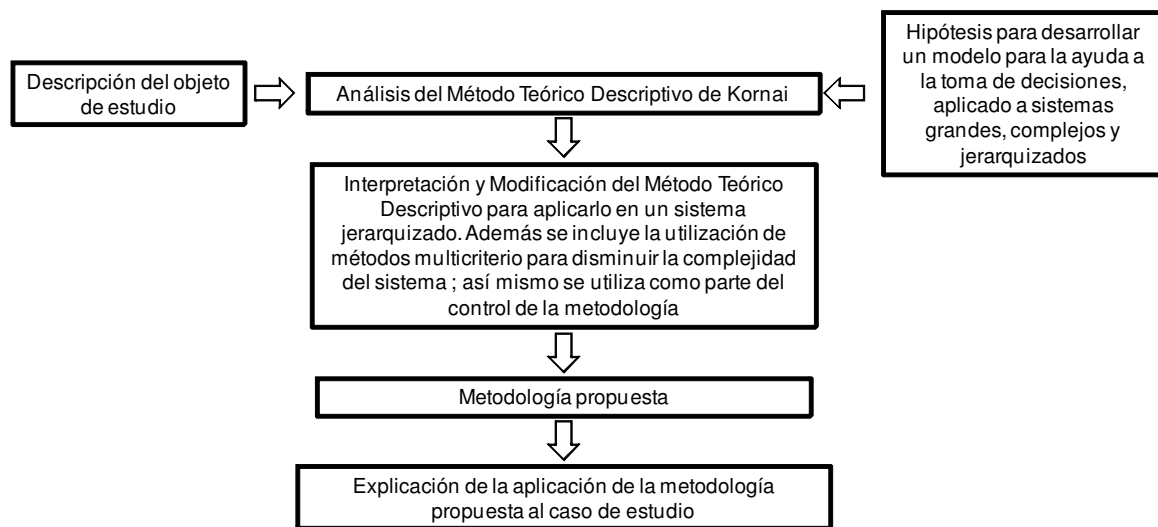 Descripción del objeto
de estudio
Análisis del Método Teórico Descriptivo de Kornai
Hipótesis para desarrollar
un modelo para la ayuda a
la toma de decisiones,
aplicado a sistemas
grandes, complejos y
jerarquizados
Interpretación y Modificación del Método Teórico
Descriptivo para aplicarlo en un sistema
jerarquizado. Además se incluye la utilización de
métodos multicriterio para disminuir la complejidad
del sistema ; así mismo se utiliza como parte del
control de la metodología
Metodología propuesta
Explicación de la aplicación de la metodología
propuesta al caso de estudio